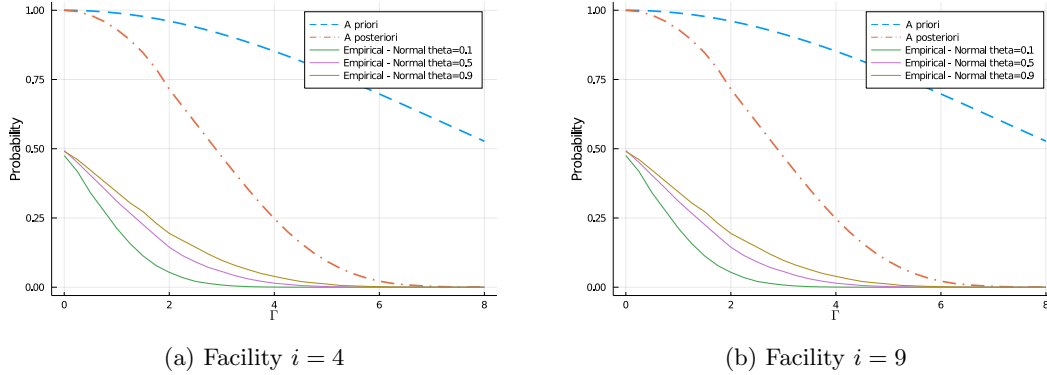 1.00
0.75
0.50
0.25
0.00
Probability
0
2
4
6
8
Γ
A priori
A posteriori
Empirical - Normal theta=0.1
Empirical - Normal theta=0.5
Empirical - Normal theta=0.9
(a) Facility i = 4
1.00
0.75
0.50
0.25
0.00
Probability
0
2
4
6
8
Γ
A priori
A posteriori
Empirical - Normal theta=0.1
Empirical - Normal theta=0.5
Empirical - Normal theta=0.9
(b) Facility i = 9